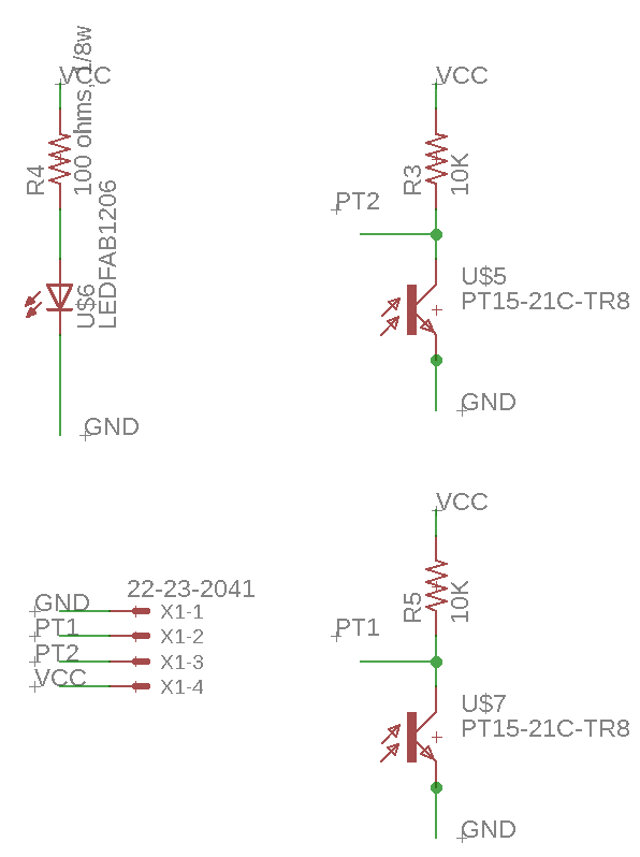 VCC
R4
100 ohms, 1/8w
U$6
LEDFAB1206
GND
VCC
R3
10K
PT2
U$5
PT15-21C-TR8
GND
22-23-2041
GND
X1-1
PT1
X1-2
PT2
X1-3
VCC
X1-4
VCC
R5
10K
PT1
U$7
PT15-21C-TR8
GND